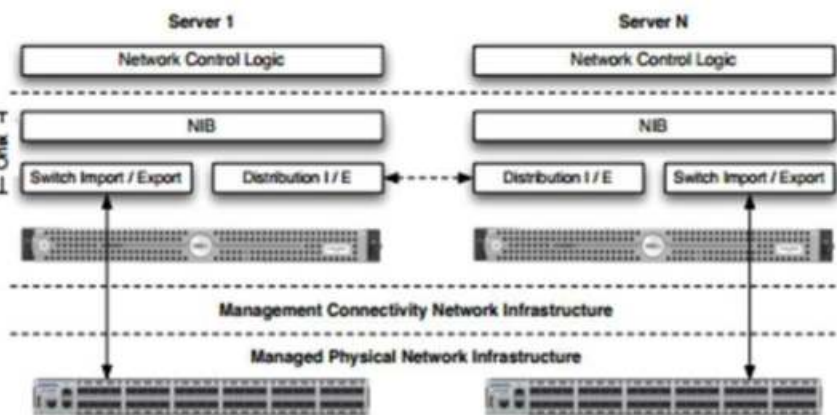 Server 1
Server N
Network Control Logic
Network Control Logic
NIB
NIB
Switch Import / Export
Distribution I / E
Distribution I / E
Switch Import / Export
Management Connectivity Network Infrastructure
Managed Physical Network Infrastructure